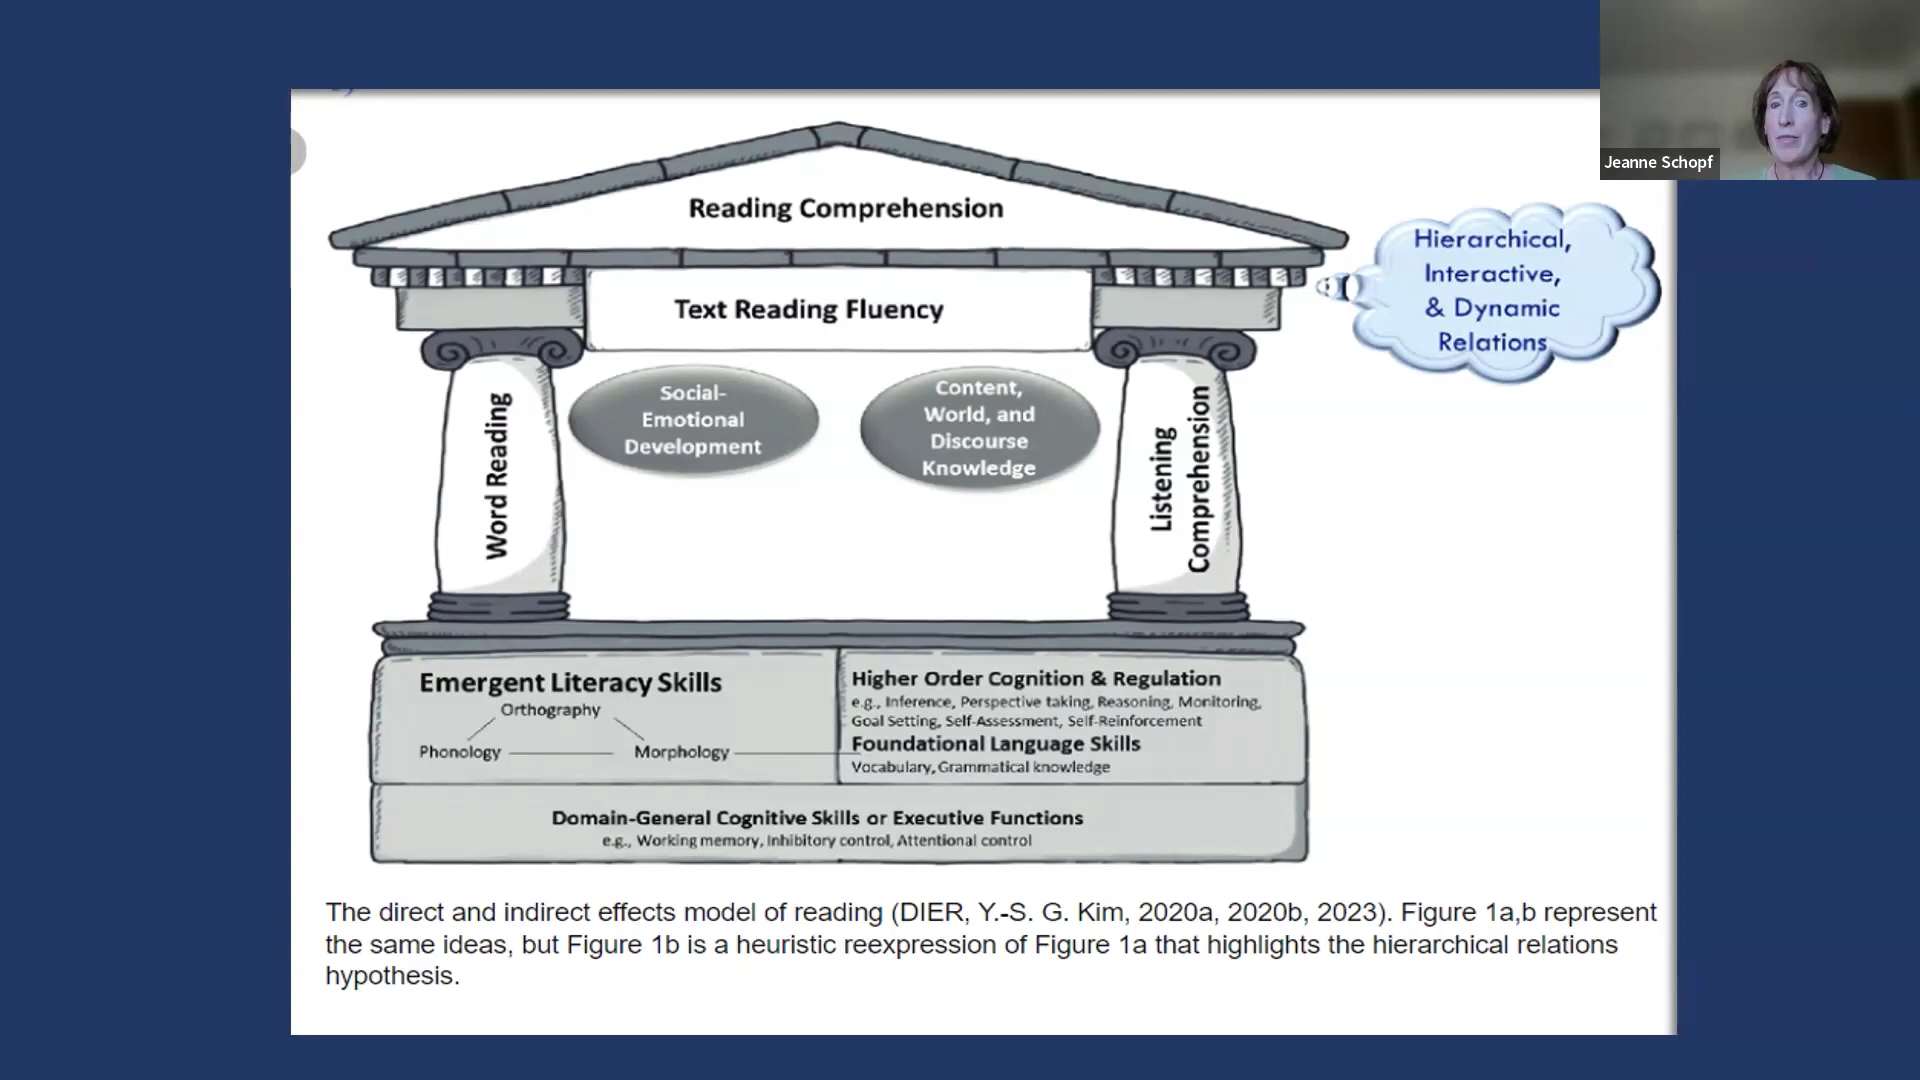 Jeanne Schopf
Reading Comprehension
Hierarchical,
Interactive,
& Dynamic
Relations
Text Reading Fluency
Word Reading
Social-
Emotional
Development
Content,
World, and
Discourse
Knowledge
Listening
Comprehension
Emergent Literacy Skills
Orthography
Phonology
Morphology
Higher Order Cognition & Regulation
e.g., Inference, Perspective taking, Reasoning, Monitoring,
Goal Setting, Self-Assessment, Self-Reinforcement
Foundational Language Skills
Vocabulary, Grammatical knowledge
Domain-General Cognitive Skills or Executive Functions
e.g., Working memory, Inhibitory control, Attentional control
The direct and indirect effects model of reading (DIER, Y.-S. G. Kim, 2020a, 2020b, 2023). Figure 1a,b represent
the same ideas, but Figure 1b is a heuristic reexpression of Figure 1a that highlights the hierarchical relations
hypothesis.